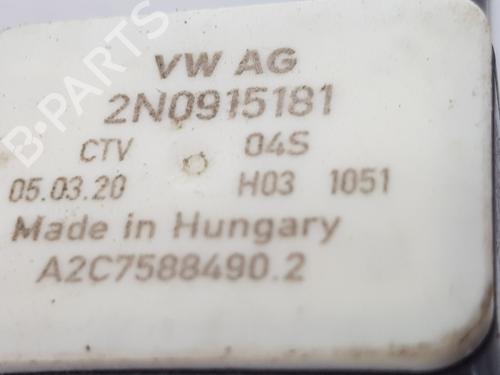 VW AG
2N0915181
CTV 04S
05.03.20 H03 1051
Made in Hungary
A2C7588490.2
B-PARTS